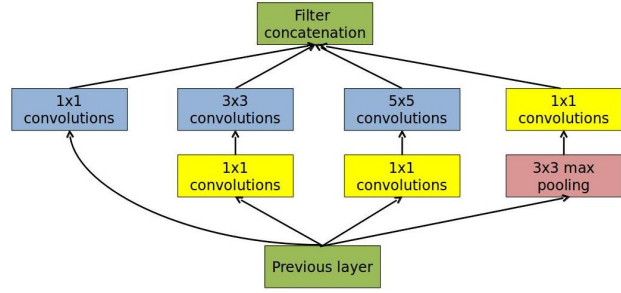 Filter
concatenation
1x1
convolutions
3x3
convolutions
5x5
convolutions
1x1
convolutions
1x1
convolutions
1x1
convolutions
3x3 max
pooling
Previous layer